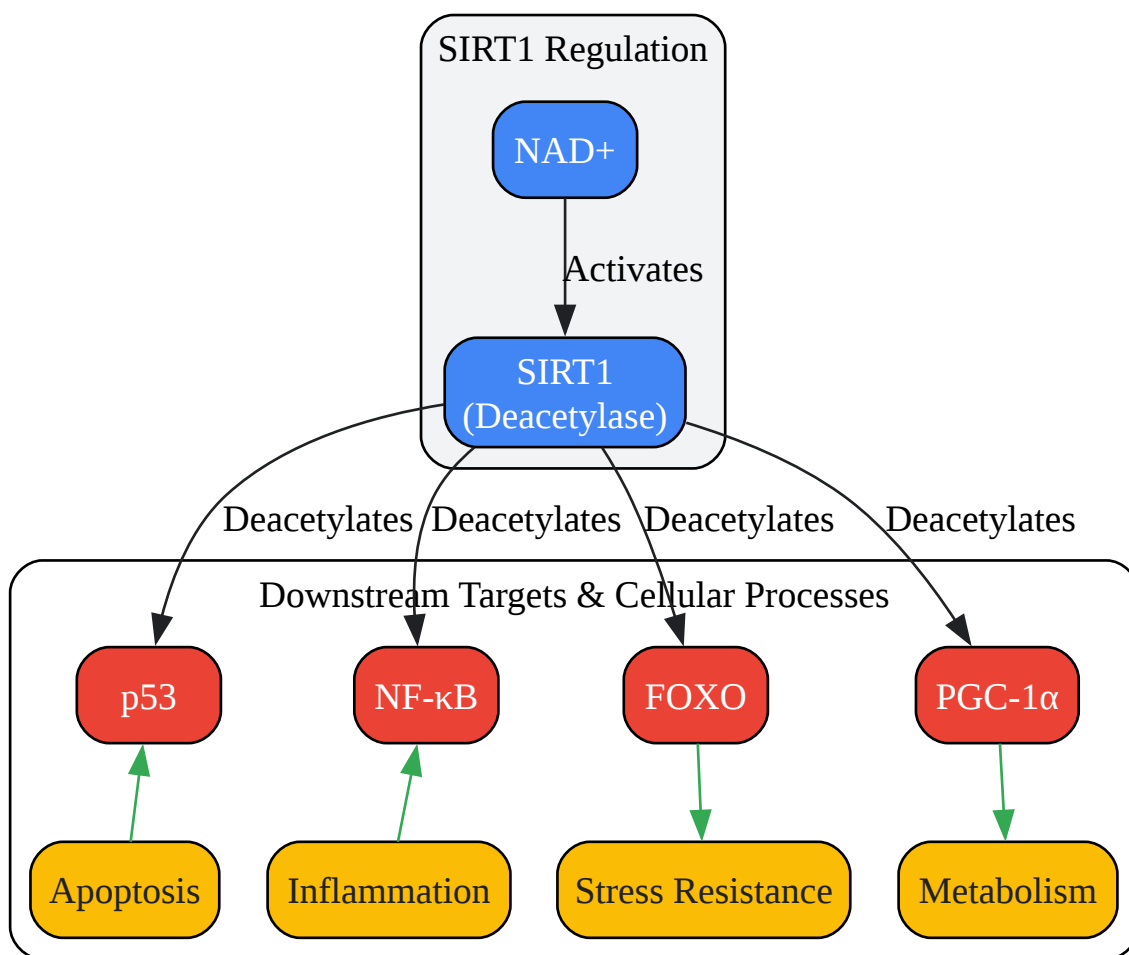 SIRT1 Regulation
NAD+
Activates
SIRT1
(Deacetylase)
Deacetylates
Deacetylates
Deacetylates
Deacetylates
Downstream Targets & Cellular Processes
p53
NF-κB
FOXO
PGC-1α
Apoptosis
Inflammation
Stress Resistance
Metabolism